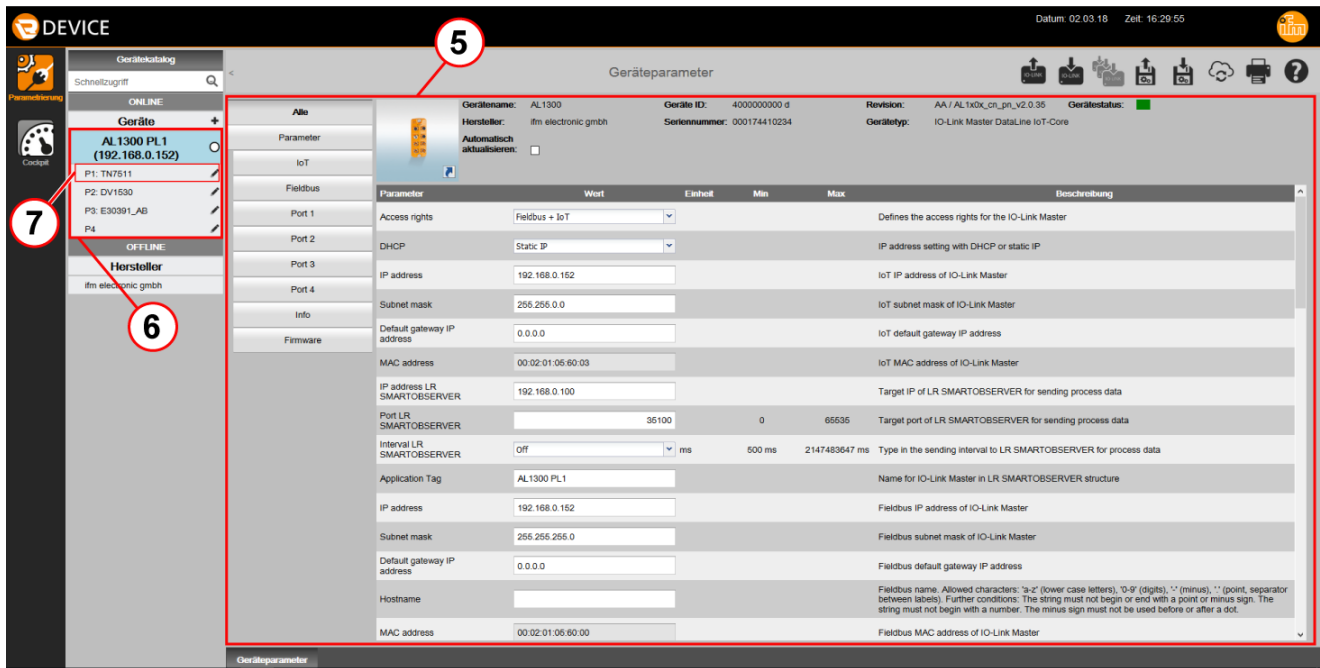 DEVICE
Datum: 02.03.18 Zeit: 16:29:55
ifm
5
Gerätekatalog
Schnellzugriff
<
Geräteparameter
IO-LINK
IO-LINK
Parametrierung
Cockpit
ONLINE
Geräte +
AL1300 PL1
(192.168.0.152)
P1: TN7511
P2: DV1530
P3: E30391_AB
P4
OFFLINE
Hersteller
ifm electronic gmbh
7
6
Alle
Parameter
IoT
Fieldbus
Port 1
Port 2
Port 3
Port 4
Info
Firmware
Gerätename: AL1300 Geräte ID: 4000000000 d Revision: AA / AL1x0x_cn_pn_v2.0.35 Gerätestatus:
Hersteller: ifm electronic gmbh Seriennummer: 000174410234 Gerätetyp: IO-Link Master DataLine IoT-Core
Automatisch
aktualisieren:
Parameter Wert Einheit Min Max Beschreibung
Access rights Fieldbus + IoT Defines the access rights for the IO-Link Master
DHCP Static IP IP address setting with DHCP or static IP
IP address 192.168.0.152 IoT IP address of IO-Link Master
Subnet mask 255.255.0.0 IoT subnet mask of IO-Link Master
Default gateway IP
address 0.0.0.0 IoT default gateway IP address
MAC address 00:02:01:05:60:03 IoT MAC address of IO-Link Master
IP address LR
SMARTOBSERVER 192.168.0.100 Target IP of LR SMARTOBSERVER for sending process data
Port LR
SMARTOBSERVER 35100 0 65535 Target port of LR SMARTOBSERVER for sending process data
Interval LR
SMARTOBSERVER Off ms 500 ms 2147483647 ms Type in the sending interval to LR SMARTOBSERVER for process data
Application Tag AL1300 PL1 Name for IO-Link Master in LR SMARTOBSERVER structure
IP address 192.168.0.152 Fieldbus IP address of IO-Link Master
Subnet mask 255.255.255.0 Fieldbus subnet mask of IO-Link Master
Default gateway IP
address 0.0.0.0 Fieldbus default gateway IP address
Hostname Fieldbus name. Allowed characters: 'a-z' (lower case letters), '0-9' (digits), '-' (minus), '.' (point, separator
between labels). Further conditions: The string must not begin or end with a point or minus sign. The
string must not begin with a number. The minus sign must not be used before or after a dot.
MAC address 00:02:01:05:60:00 Fieldbus MAC address of IO-Link Master
Geräteparameter